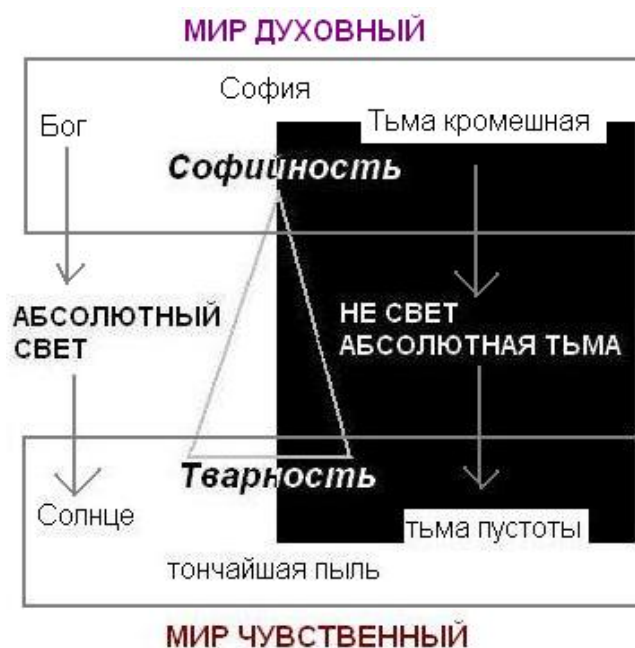 МИР ДУХОВНЫЙ
София
Бог
Тьма кромешная
Софийность
АБСОЛЮТНЫЙ
СВЕТ
НЕ СВЕТ
АБСОЛЮТНАЯ ТЬМА
Тварность
Солнце
тьма пустоты
тончайшая пыль
МИР ЧУВСТВЕННЫЙ